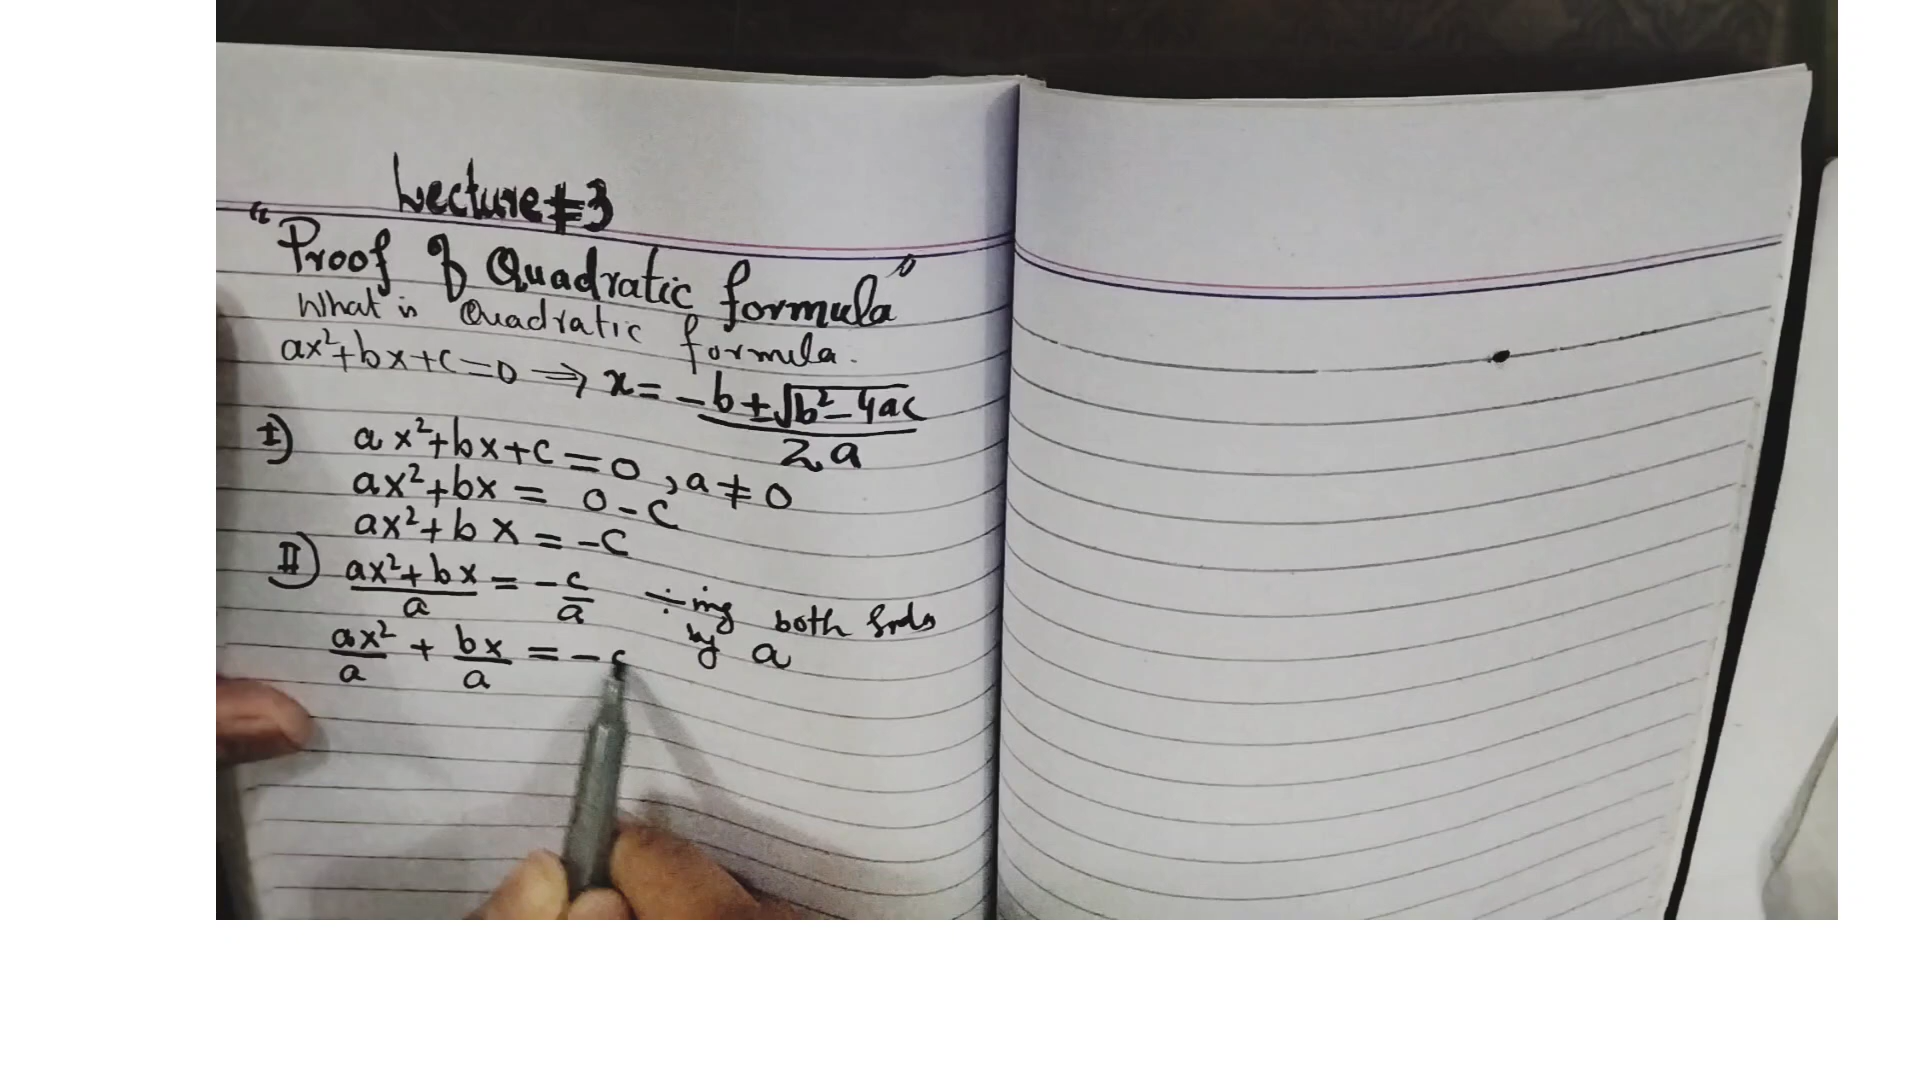 Lecture#3
"Proof of Quadratic formula"
What is Quadratic formula.
ax²+bx+c=0 ⇒ x= -b±√b²-4ac / 2a
I) ax²+bx+c=0, a≠0
ax²+bx = 0-c
ax²+bx = -c
II) ax²+bx / a = -c/a ÷ing both
by a
ax²/a + bx/a = -c